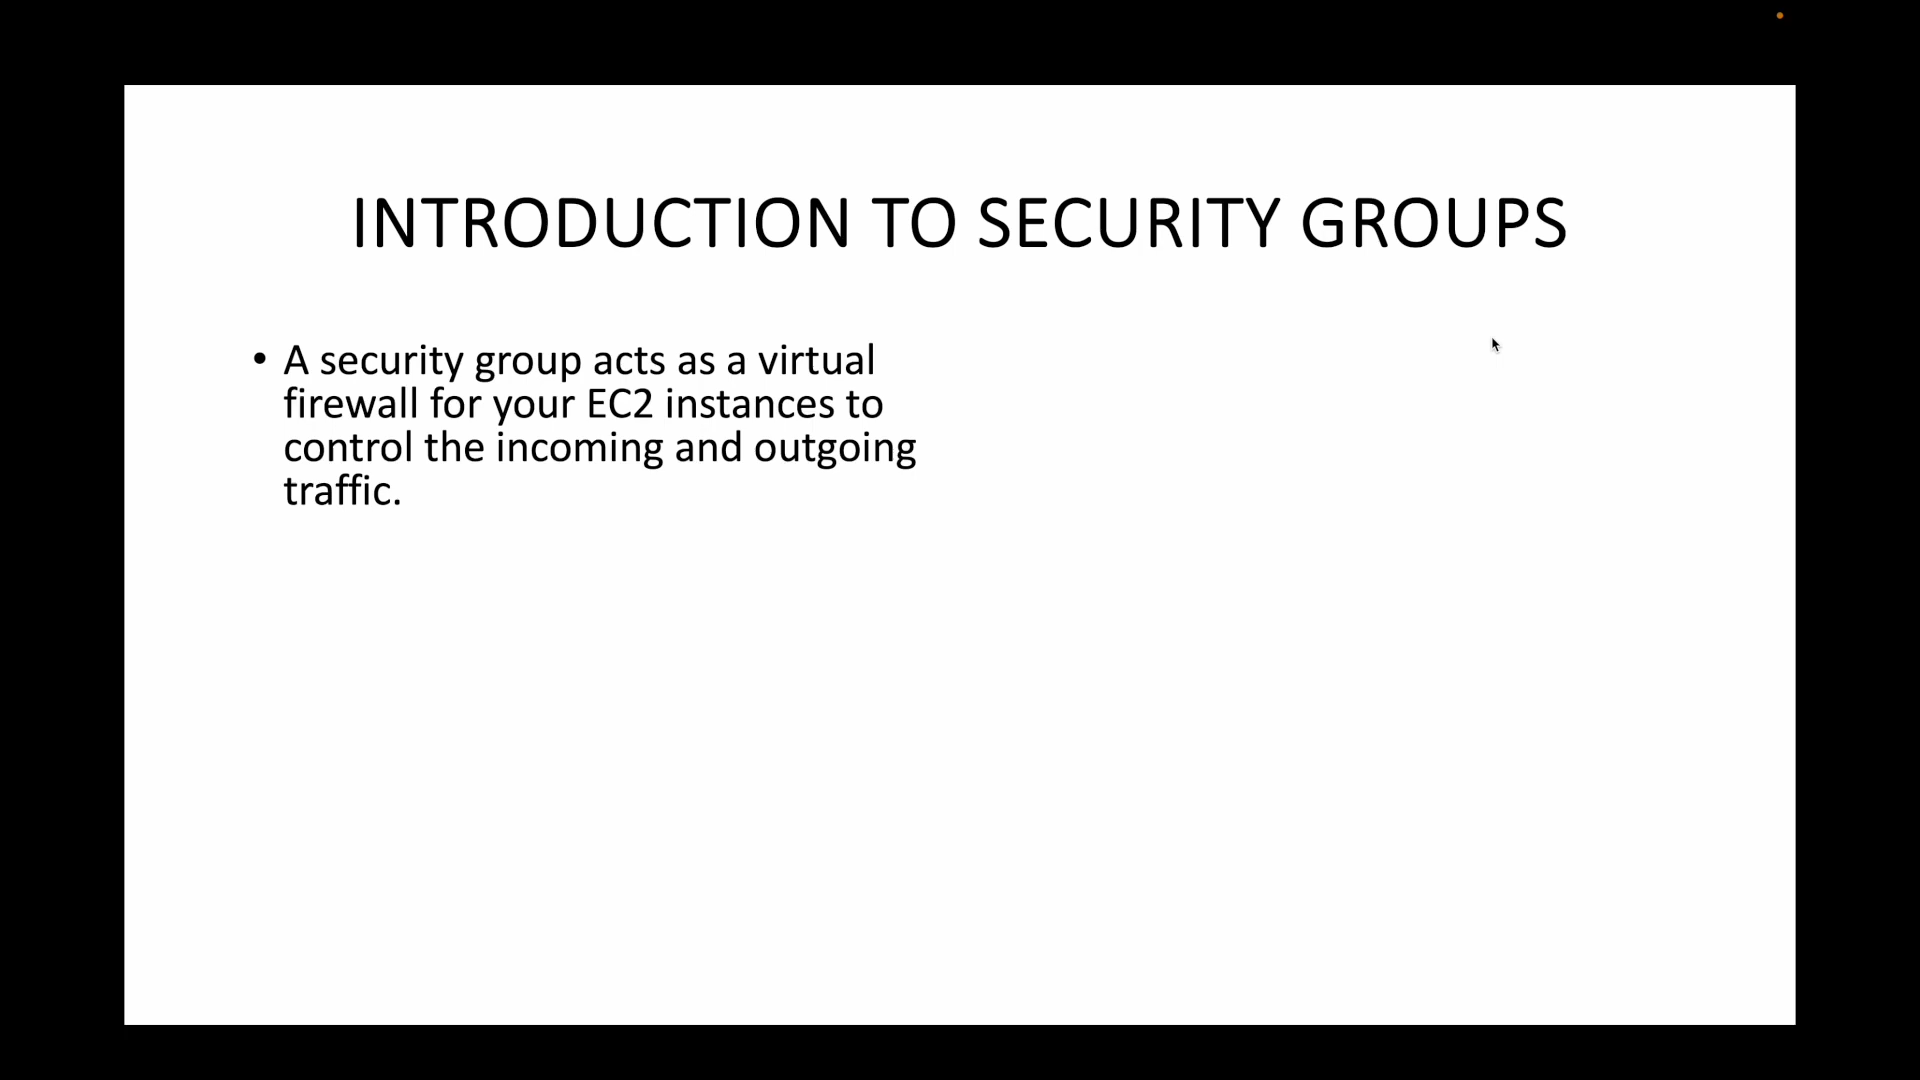 INTRODUCTION TO SECURITY GROUPS
• A security group acts as a virtual
firewall for your EC2 instances to
control the incoming and outgoing
traffic.